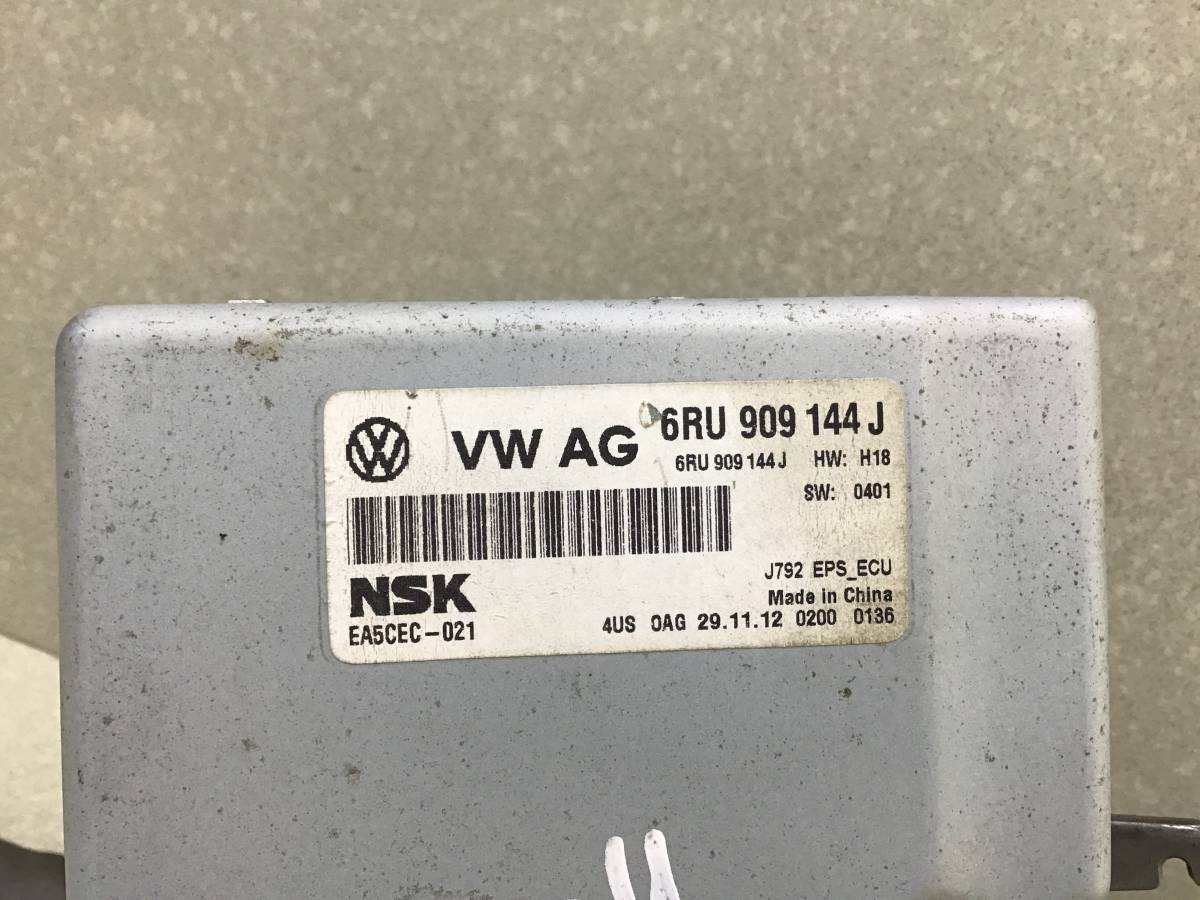 VW AG 6RU 909 144 J
6RU 909 144 J HW: H18
SW: 0401
NSK
EA5CEC-021
J792 EPS_ECU
Made in China
4US 0AG 29.11.12 0200 0136